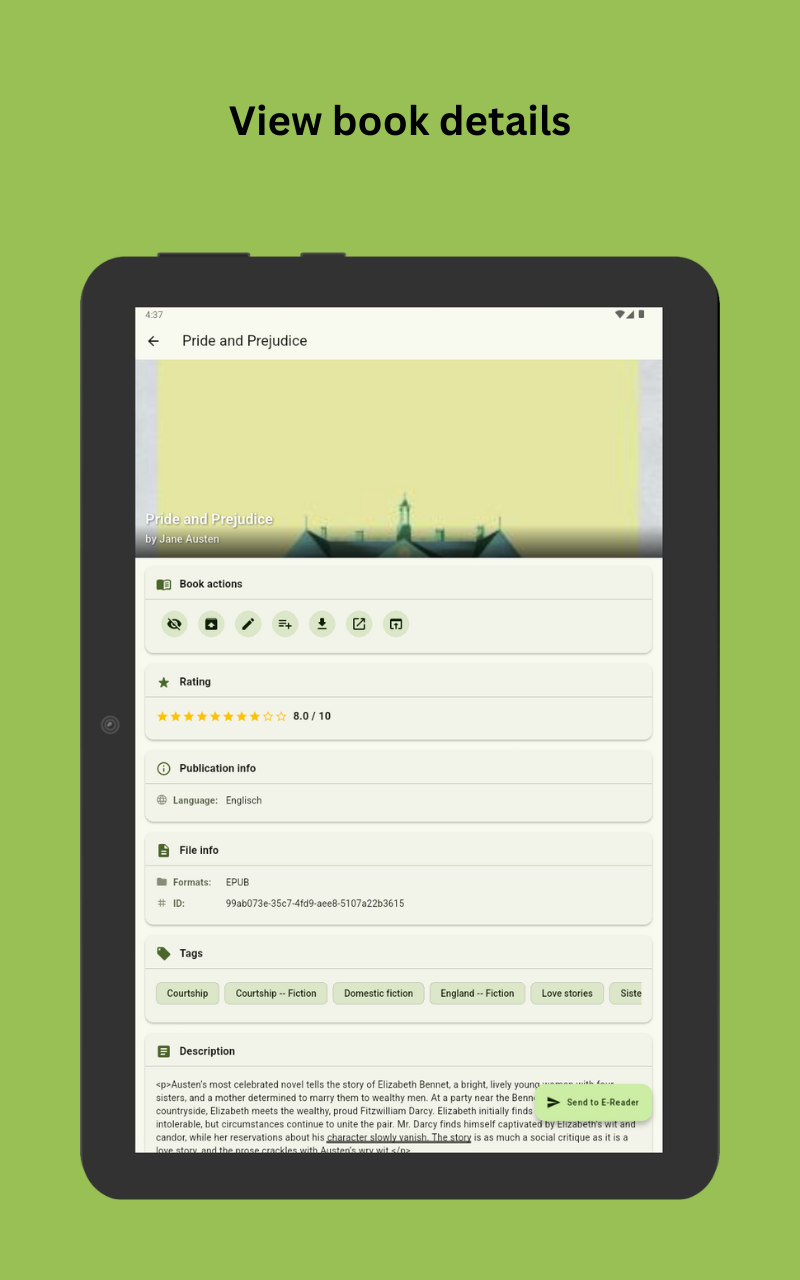 View book details
4:37
Pride and Prejudice
Pride and Prejudice
by Jane Austen
Book actions
Rating
8.0 / 10
Publication info
Language: Englisch
File info
Formats: EPUB
ID: 99ab073e-35c7-4fd9-aee8-5107a22b3615
Tags
Courtship Courtship -- Fiction Domestic fiction England -- Fiction Love stories Siste
Description
<p>Austen's most celebrated novel tells the story of Elizabeth Bennet, a bright, lively young women with four
sisters, and a mother determined to marry them to wealthy men. At a party near the Benn
countryside, Elizabeth meets the wealthy, proud Fitzwilliam Darcy. Elizabeth initially finds
intolerable, but circumstances continue to unite the pair. Mr. Darcy finds himself captivated by Elizabeth's wit and
candor, while her reservations about his character slowly vanish. The story is as much a social critique as it is a
love story, and the prose crackles with Austen's wry wit.</p>
Send to E-Reader